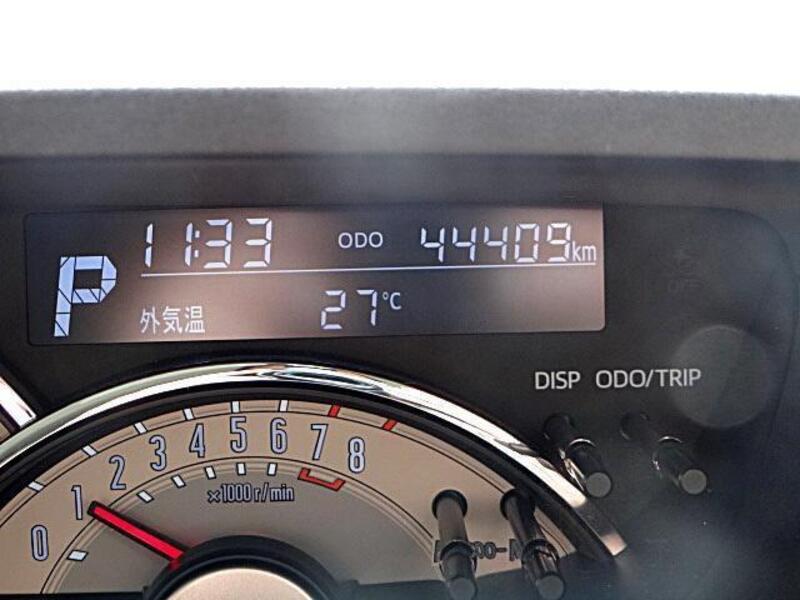 P 11:33 ODO 44409km
外気温 27℃
DISP ODO/TRIP
0 1 2 3 4 5 6 7 8
×1000 r/min